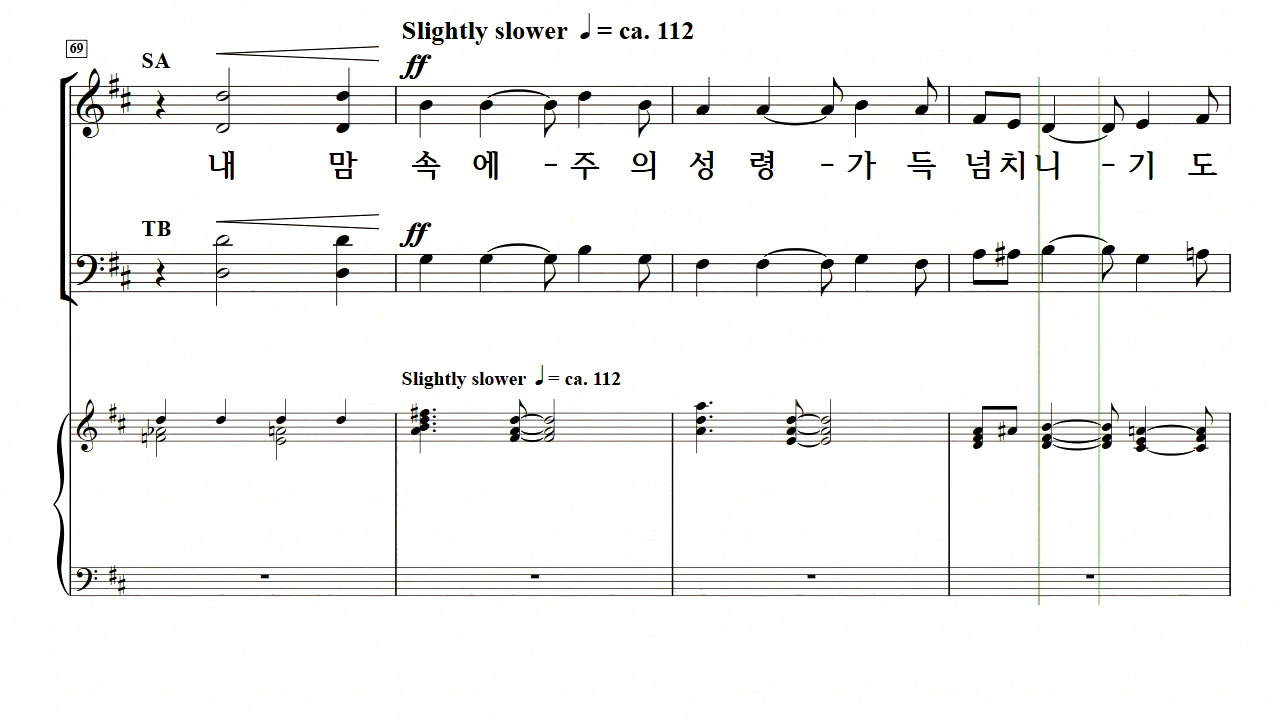 Slightly slower ♩= ca. 112
69
SA
ff
내 맘 속 에 - 주 의 성 령 - 가 득 넘 치 니 - 기 도
TB
ff
Slightly slower ♩= ca. 112